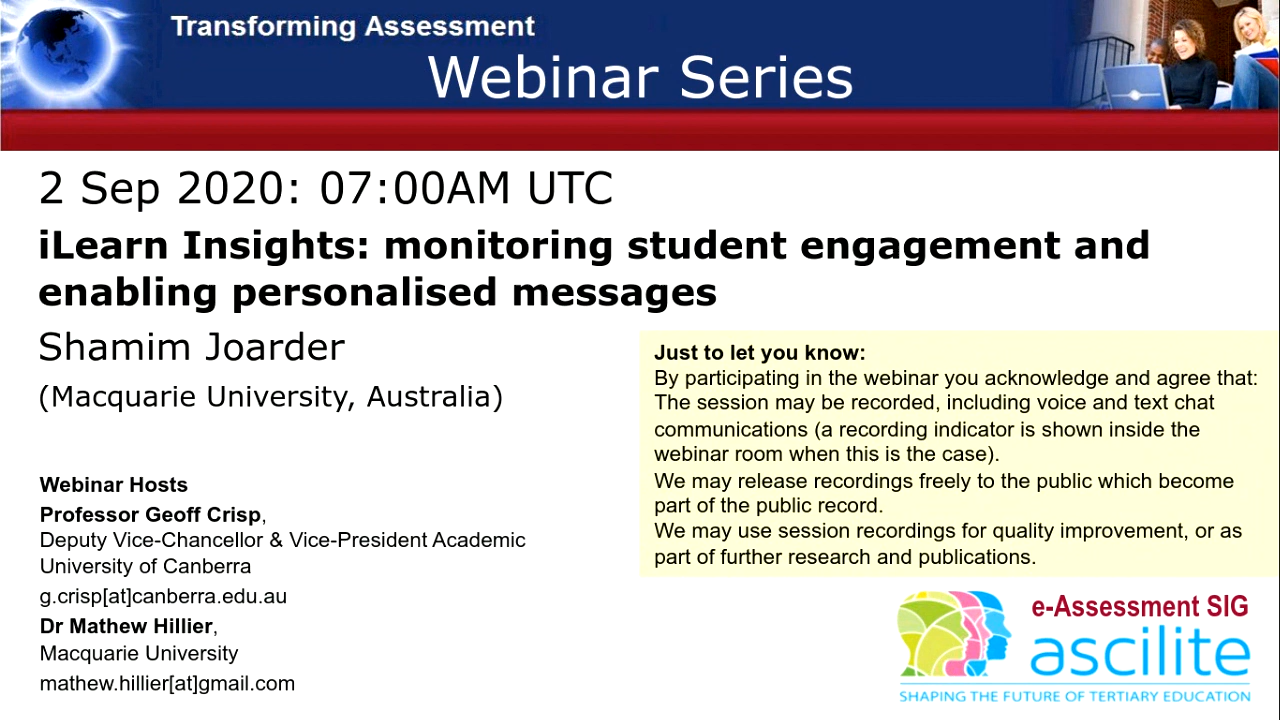 Transforming Assessment
Webinar Series
2 Sep 2020: 07:00AM UTC
iLearn Insights: monitoring student engagement and
enabling personalised messages
Shamim Joarder
(Macquarie University, Australia)
Just to let you know:
By participating in the webinar you acknowledge and agree that:
The session may be recorded, including voice and text chat
communications (a recording indicator is shown inside the
webinar room when this is the case).
We may release recordings freely to the public which become
part of the public record.
We may use session recordings for quality improvement, or as
part of further research and publications.
Webinar Hosts
Professor Geoff Crisp,
Deputy Vice-Chancellor & Vice-President Academic
University of Canberra
g.crisp[at]canberra.edu.au
Dr Mathew Hillier,
Macquarie University
mathew.hillier[at]gmail.com
e-Assessment SIG
ascilite
SHAPING THE FUTURE OF TERTIARY EDUCATION